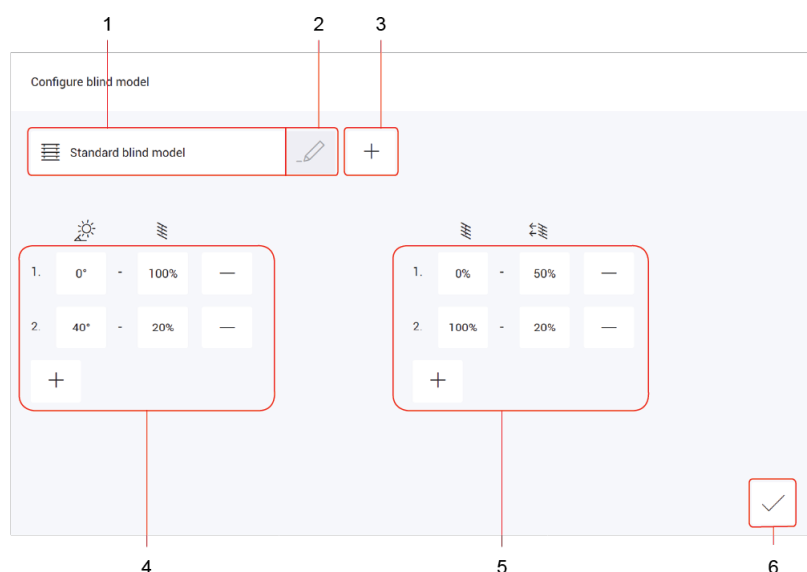 1 2 3
Configure blind model
Standard blind model
1. 0° - 100% 1. 0% - 50%
2. 40° - 20% 2. 100% - 20%
4 5 6